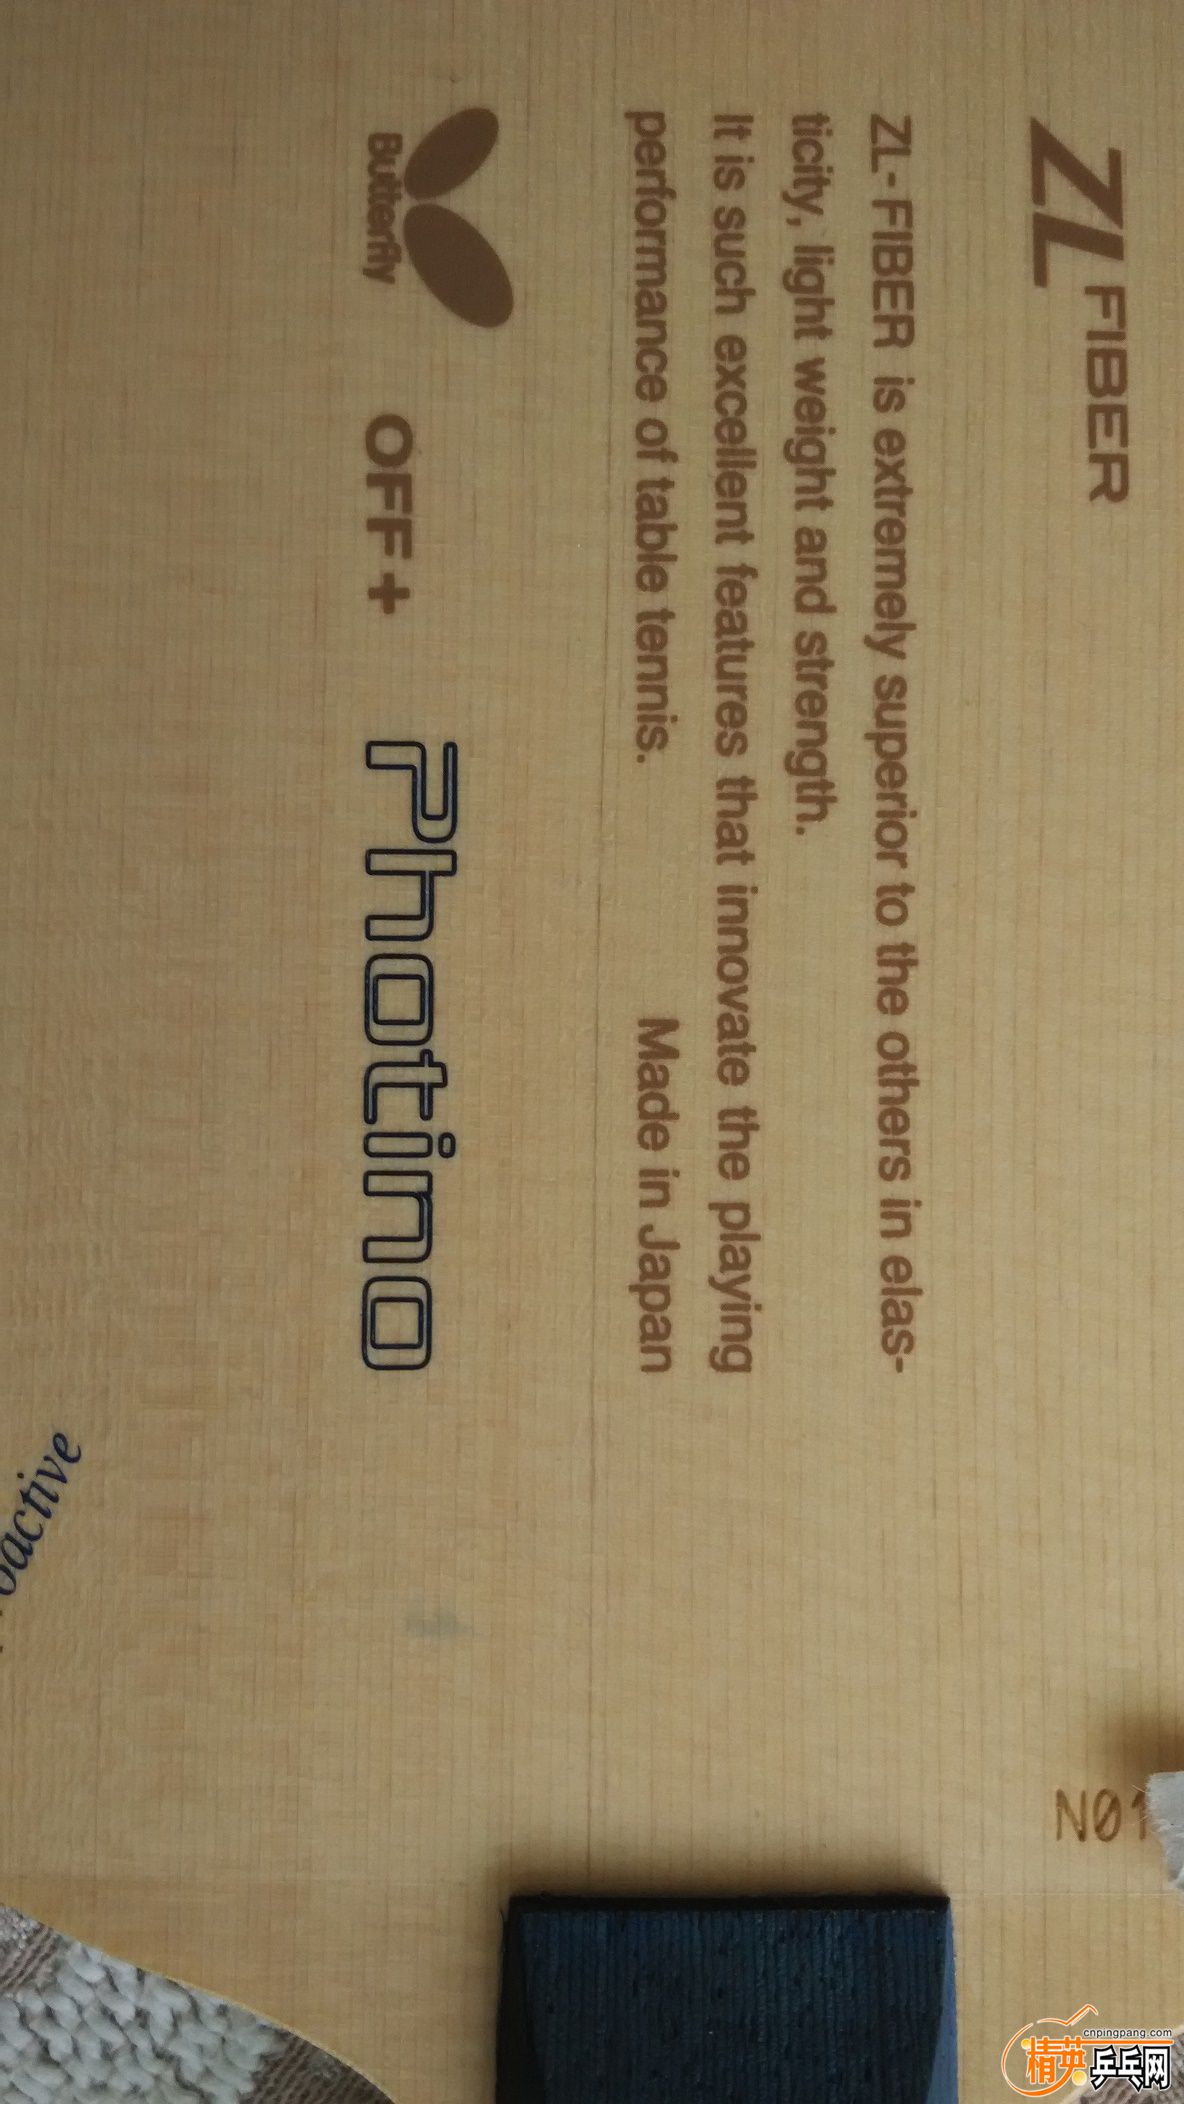 ZL FIBER
ZL-FIBER is extremely superior to the others in elas-
ticity, light weight and strength.
It is such excellent features that innovate the playing
performance of table tennis.
Made in Japan
Butterfly
OFF+
Photino
N01
cnpingpang.com
精英乒乓网